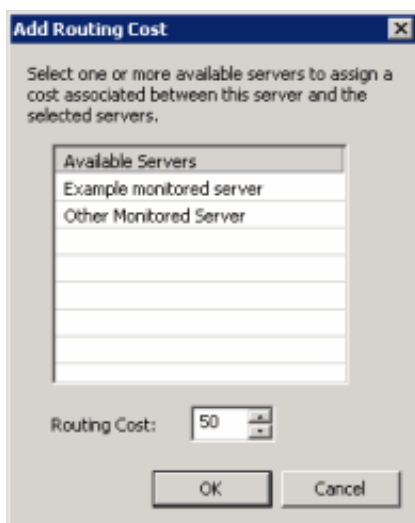 Add Routing Cost
Select one or more available servers to assign a
cost associated between this server and the
selected servers.
Available Servers
Example monitored server
Other Monitored Server
Routing Cost: 50
OK Cancel